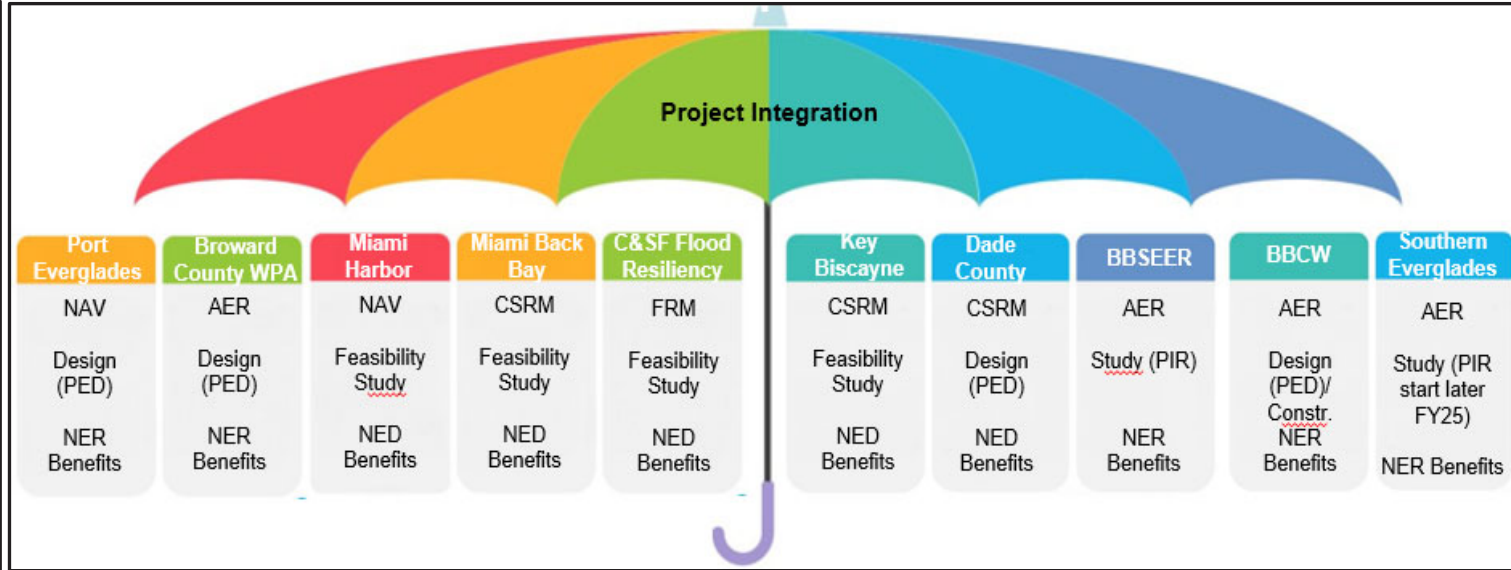 Project Integration
Port
Everglades
NAV
Design
(PED)
NER
Benefits
Broward
County WPA
AER
Design
(PED)
NER
Benefits
Miami
Harbor
NAV
Feasibility
Study
NED
Benefits
Miami Back
Bay
CSRM
Feasibility
Study
NED
Benefits
C&SF Flood
Resiliency
FRM
Feasibility
Study
NED
Benefits
Key
Biscayne
CSRM
Feasibility
Study
NED
Benefits
Dade
County
CSRM
Design
(PED)
NED
Benefits
BBSEER
AER
Study (PIR)
NER
Benefits
BBCW
AER
Design
(PED)/
Constr.
NER
Benefits
Southern
Everglades
AER
Study (PIR
start later
FY25)
NER Benefits